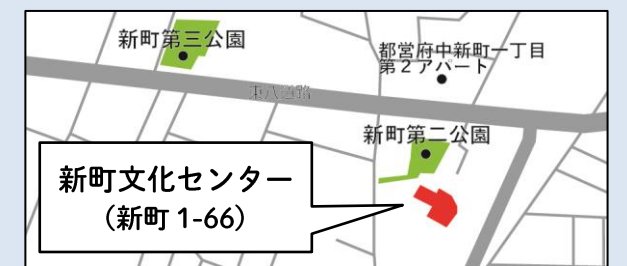 新町第三公園
都営府中新町一丁目
第2アパート
東八道路
新町第二公園
新町文化センター
(新町1-66)